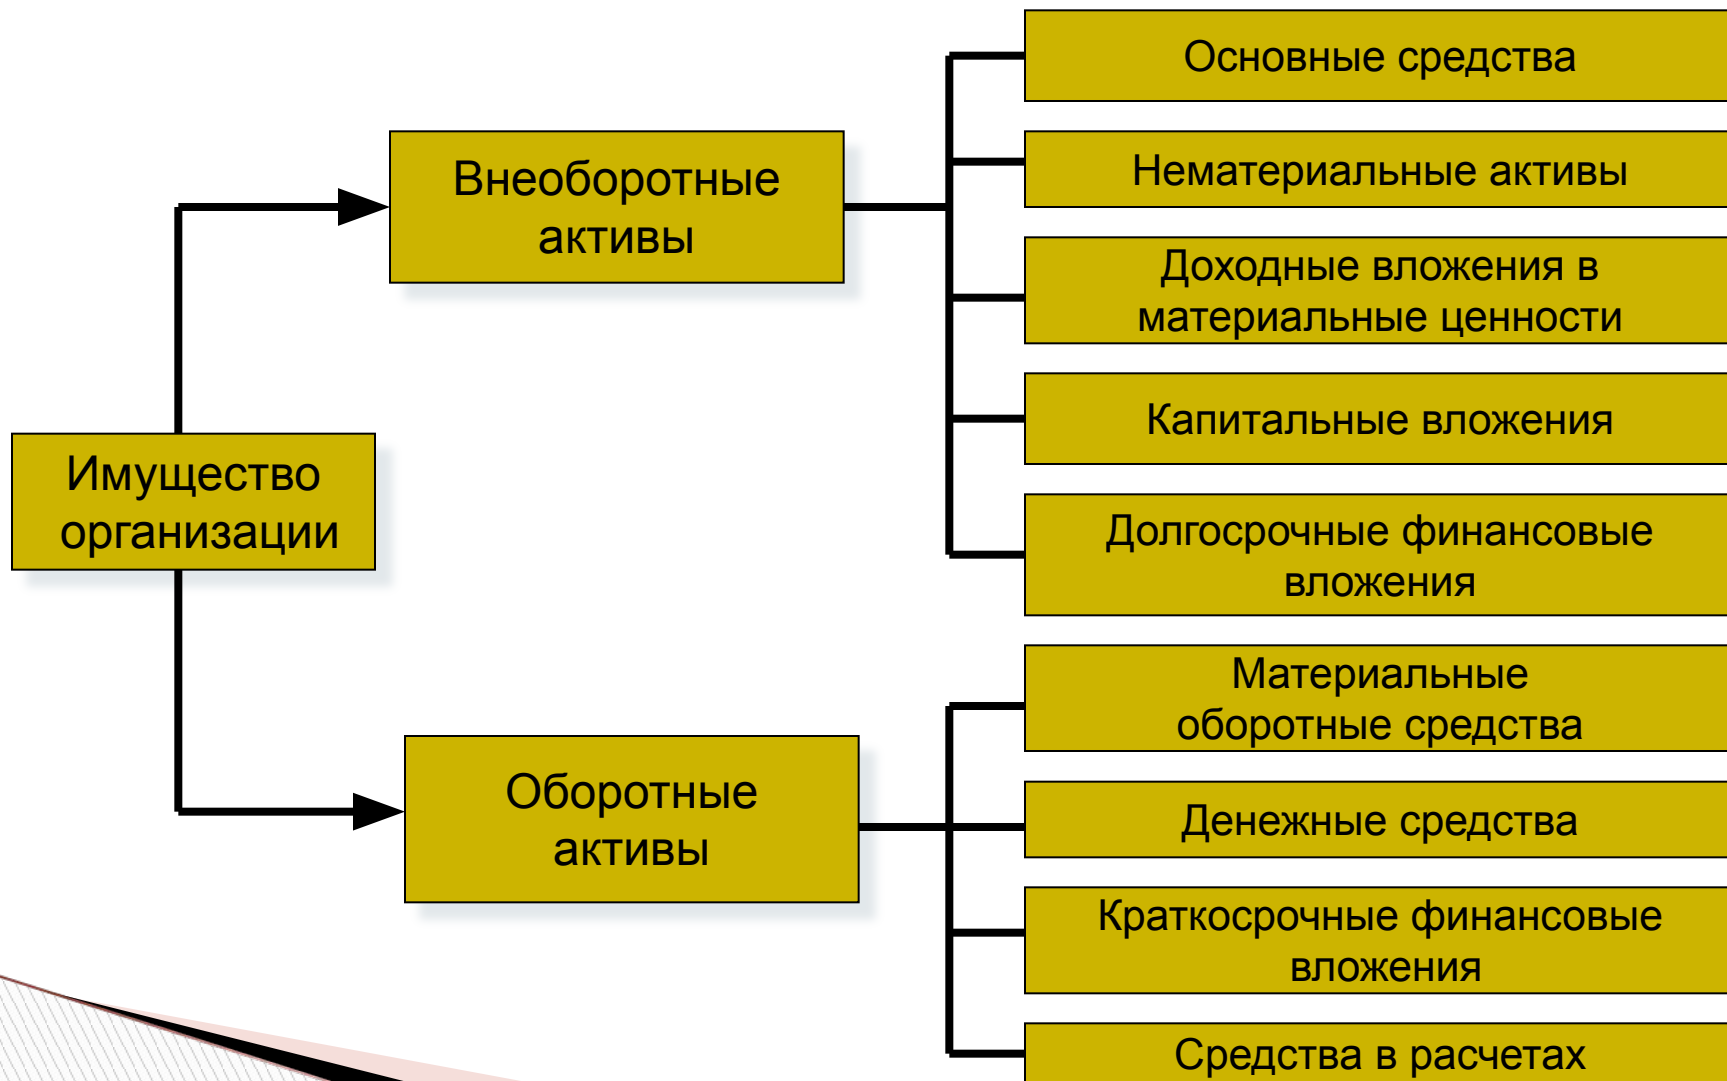 Имущество
организации
Внеоборотные
активы
Основные средства
Нематериальные активы
Доходные вложения в
материальные ценности
Капитальные вложения
Долгосрочные финансовые
вложения
Оборотные
активы
Материальные
оборотные средства
Денежные средства
Краткосрочные финансовые
вложения
Средства в расчетах